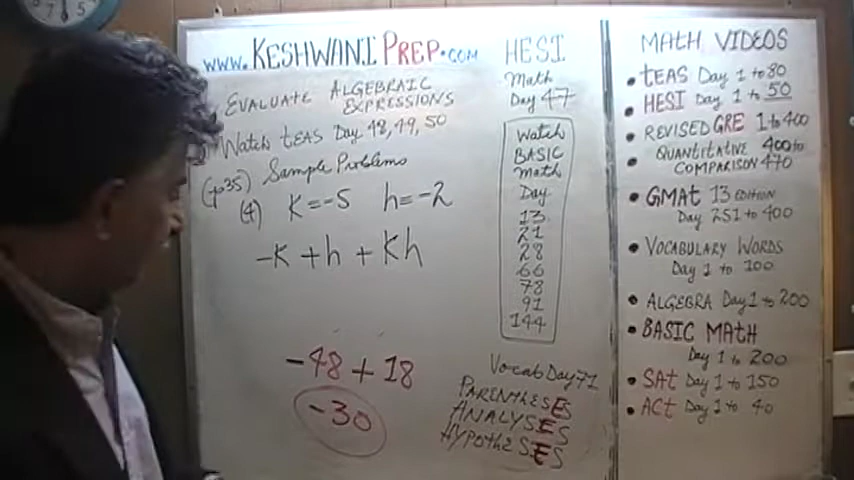 www. KESHWANI PREP.com
EVALUATE ALGEBRAIC
EXPRESSIONS
Watch TEAS Day 48, 49, 50
(p35) Sample Problems
(4) K = -5 h = -2
-K + h + Kh
-48 + 18
-30
HESI
Math
Day 47
Watch
BASIC
Math
Day
13
21
28
66
78
91
144
Vocab Day 71
PARENTHESES
ANALYSES
HYPOTHESES
MATH VIDEOS
• TEAS Day 1 to 80
• HESI Day 1 to 50
• REVISED GRE 1 to 400
• QUANTITATIVE 400 to
COMPARISON 470
• GMAT 13 EDITION
Day 251 to 400
• VOCABULARY WORDS
Day 1 to 100
• ALGEBRA Day 1 to 200
• BASIC MATH
Day 1 to 200
• SAT Day 1 to 150
• ACT Day 1 to 40
7
5